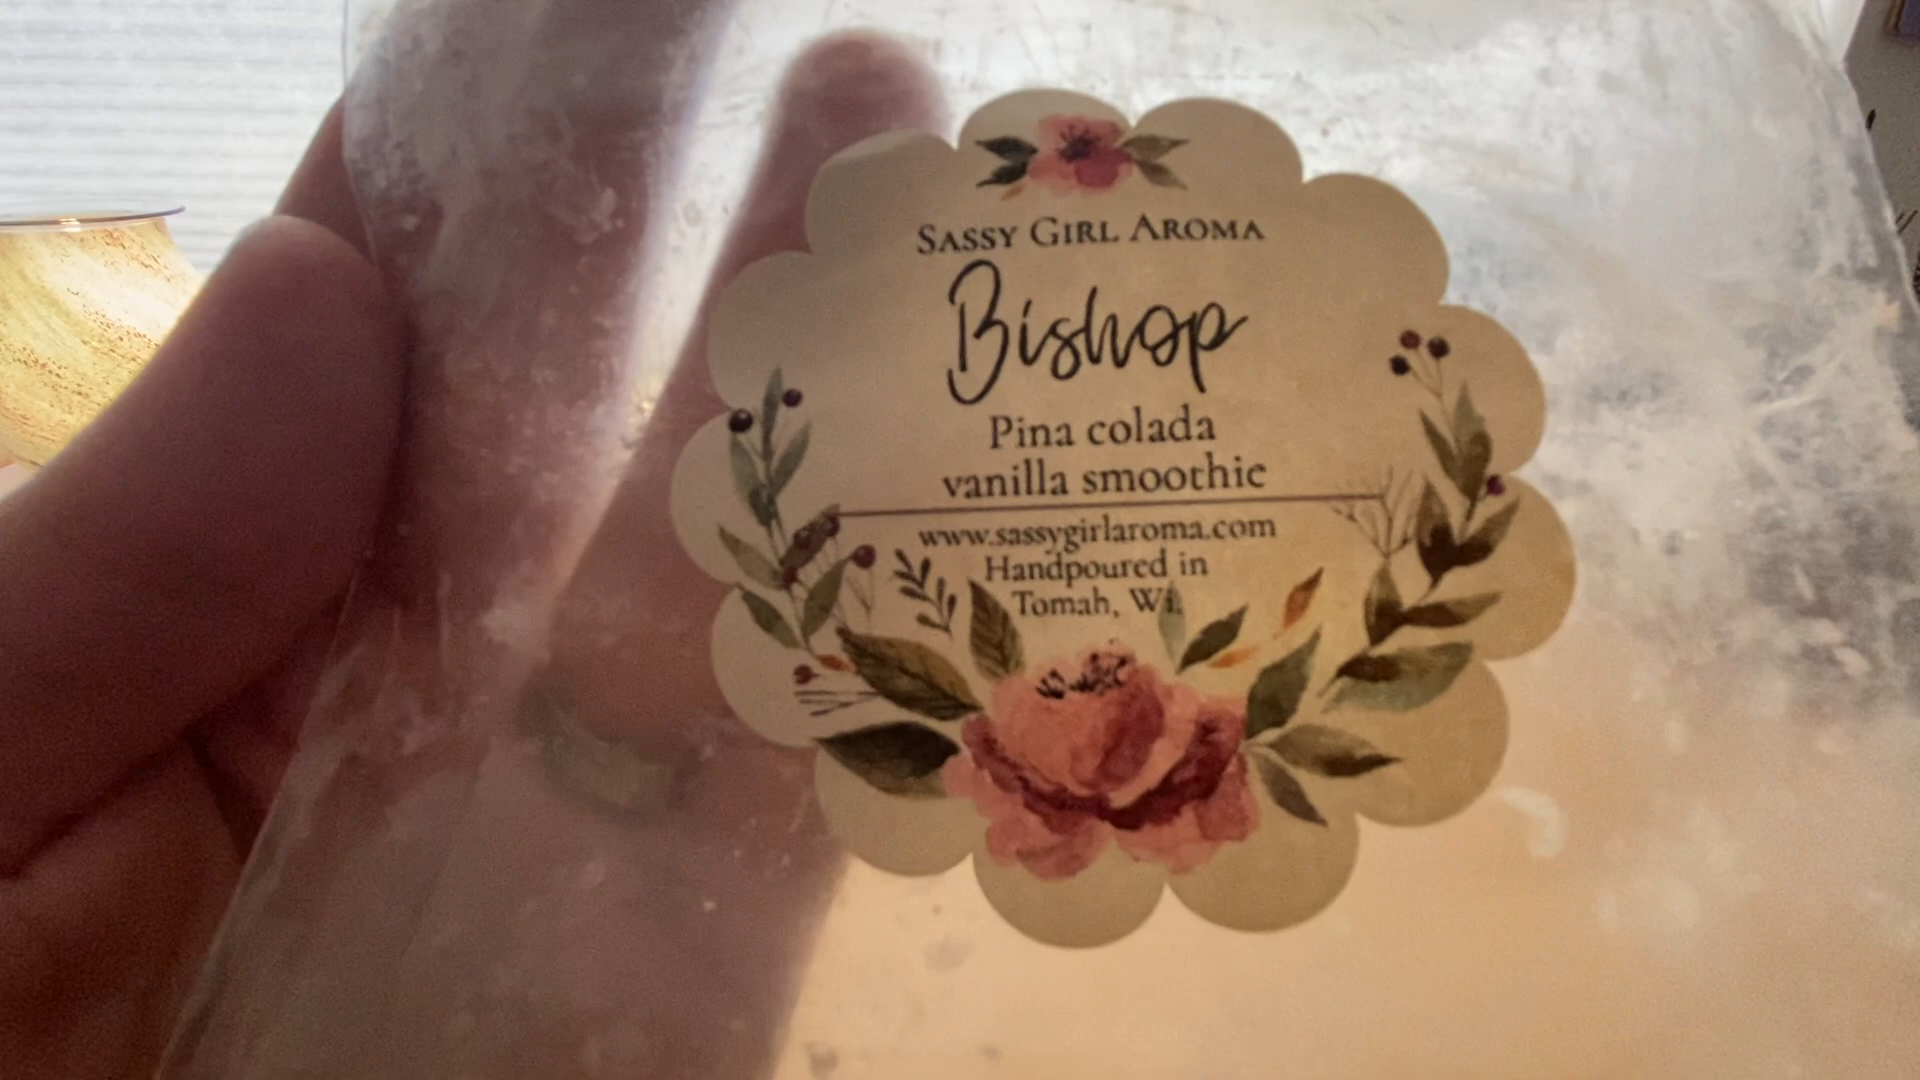 Sassy Girl Aroma
Bishop
Pina colada
vanilla smoothie
www.sassygirlaroma.com
Handpoured in
Tomah, Wi.